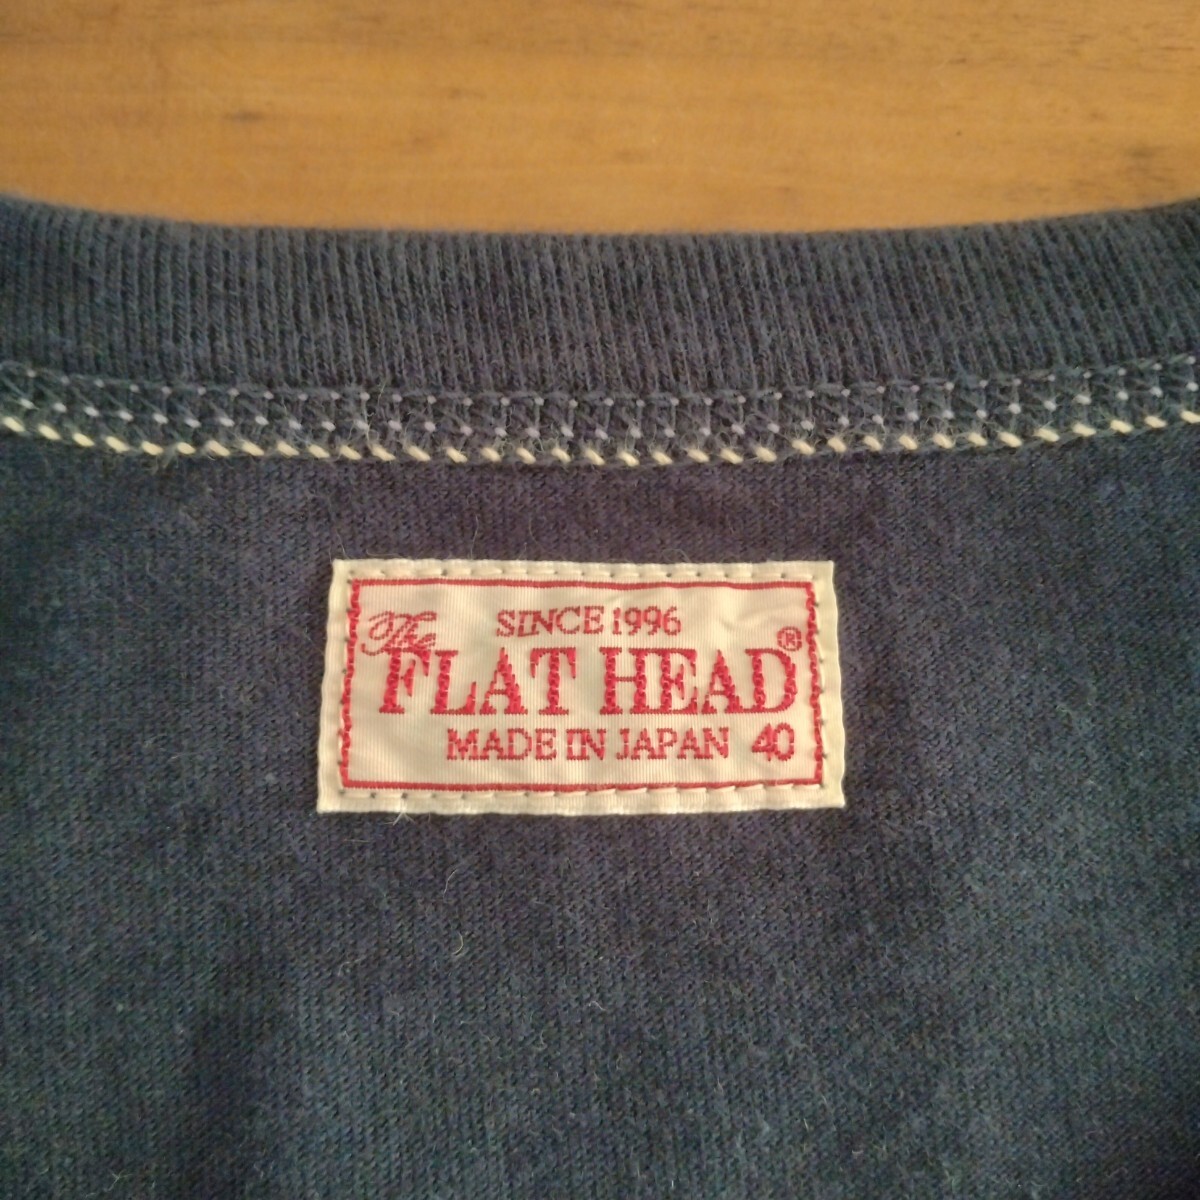 SINCE 1996
The
FLAT HEAD®
MADE IN JAPAN 40